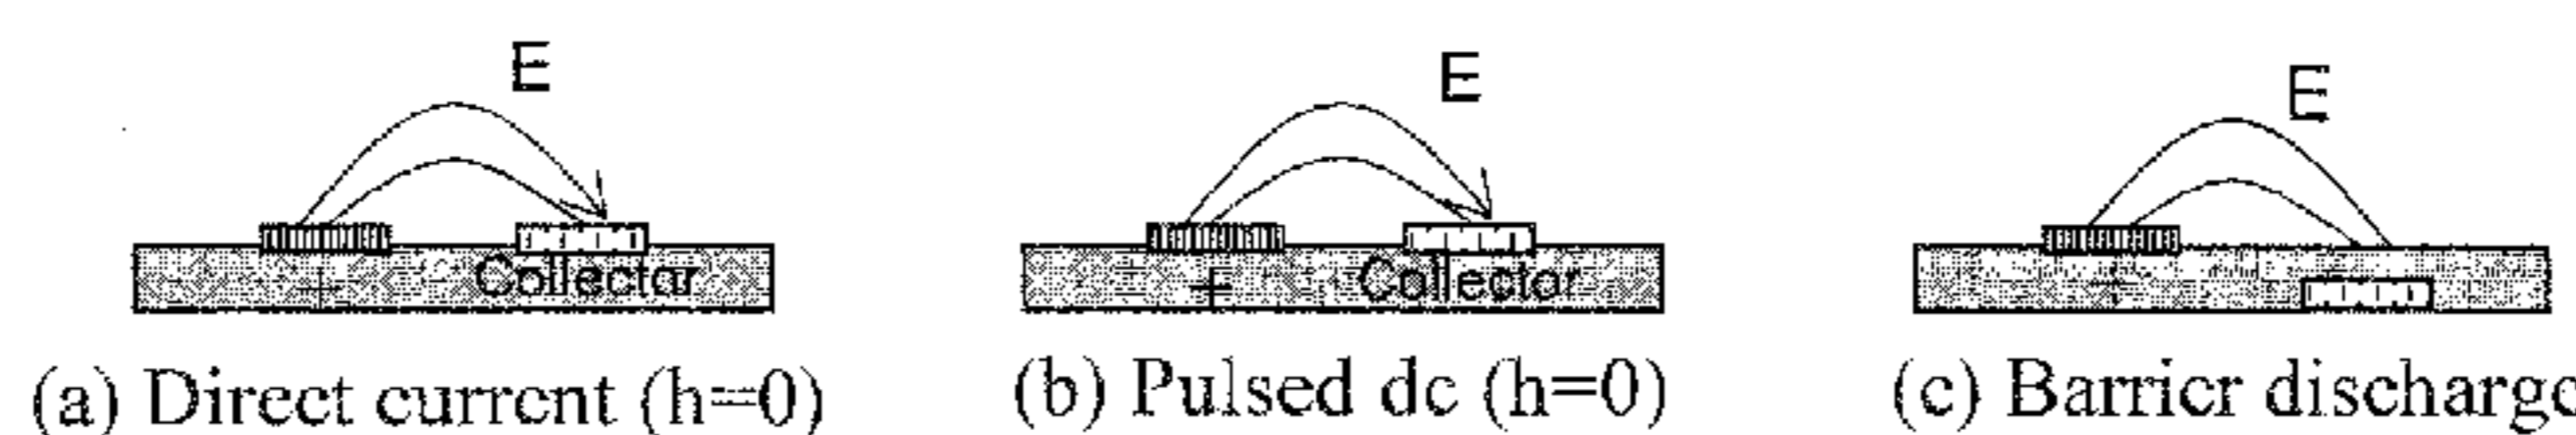 E
E
E
+ Collector
+ Collector
+
(a) Direct current (h=0)
(b) Pulsed dc (h=0)
(c) Barrier discharge